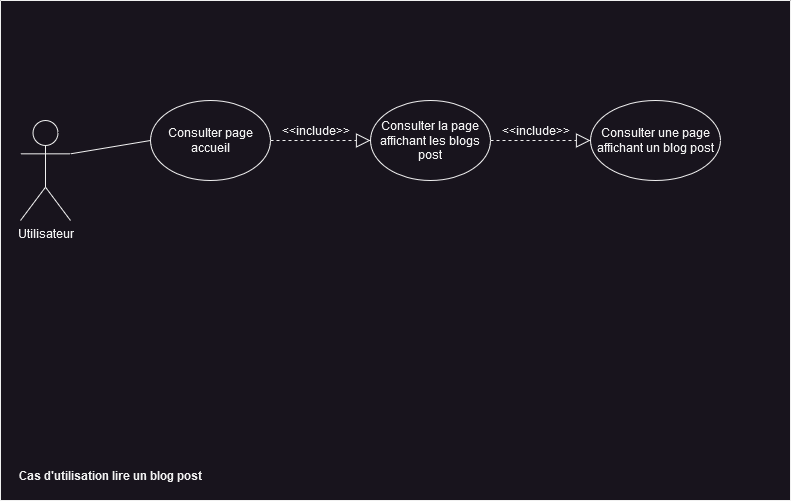 Consulter page
accueil
<<include>>
Consulter la page
affichant les blogs
post
<<include>>
Consulter une page
affichant un blog post
Utilisateur
Cas d'utilisation lire un blog post